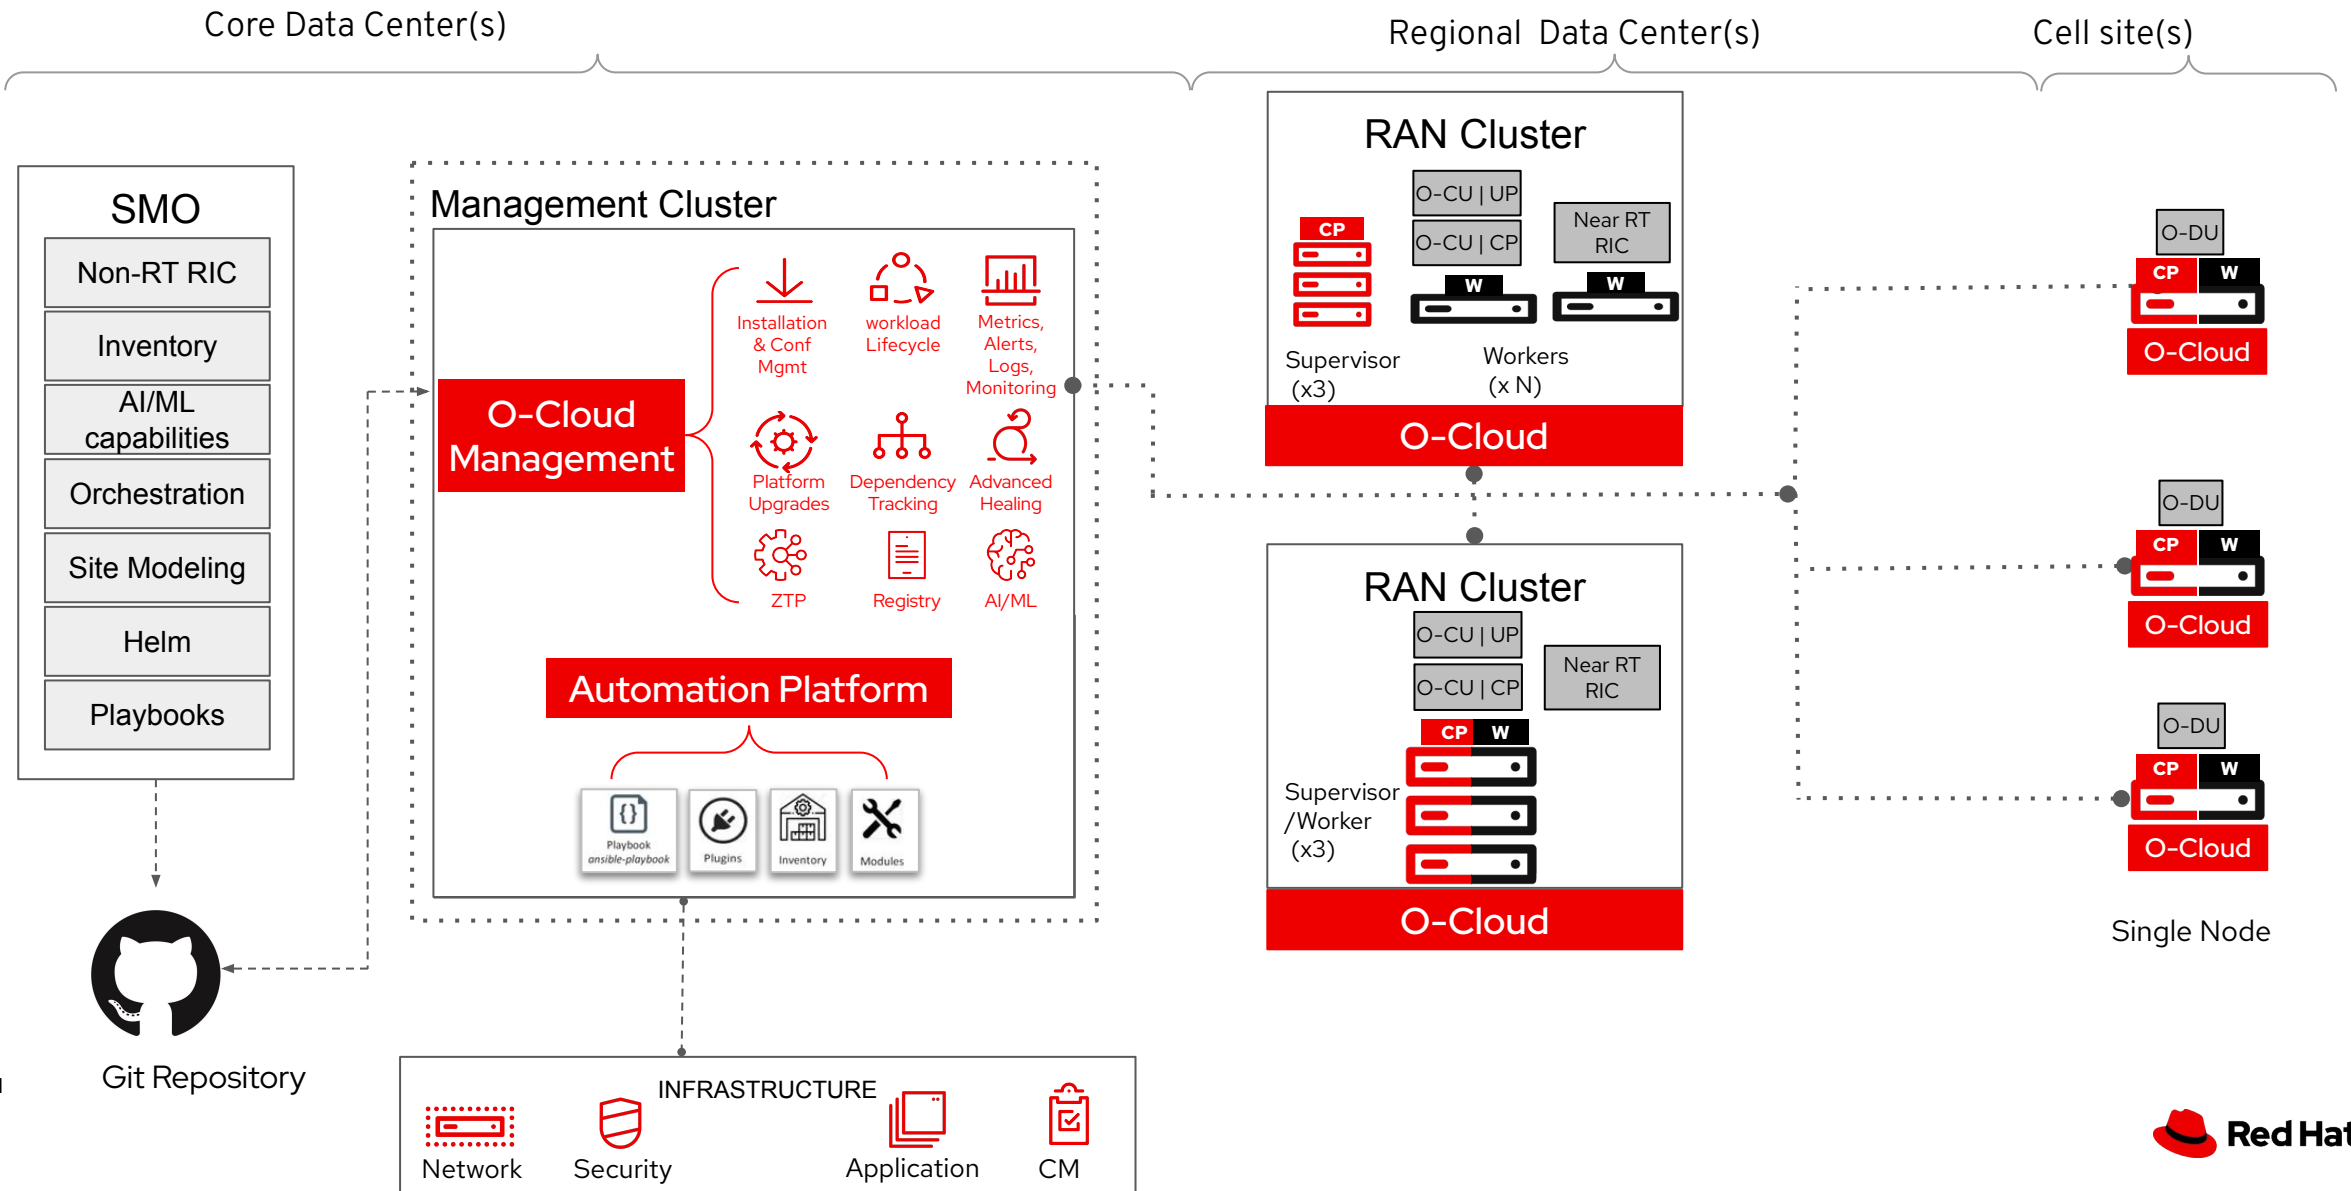 Core Data Center(s)
Regional Data Center(s)
Cell site(s)
SMO
Non-RT RIC
Inventory
AI/ML
capabilities
Orchestration
Site Modeling
Helm
Playbooks
Git Repository
Management Cluster
O-Cloud
Management
Installation
& Conf
Mgmt
workload
Lifecycle
Metrics,
Alerts,
Logs,
Monitoring
Platform
Upgrades
Dependency
Tracking
Advanced
Healing
ZTP
Registry
AI/ML
Automation Platform
{}
Playbook
ansible-playbook
Plugins
Inventory
Modules
INFRASTRUCTURE
Network
Security
Application
CM
RAN Cluster
O-CU | UP
O-CU | CP
Near RT
RIC
CP
W
W
Supervisor
(x3)
Workers
(x N)
O-Cloud
RAN Cluster
O-CU | UP
O-CU | CP
Near RT
RIC
CP W
Supervisor
/Worker
(x3)
O-Cloud
O-DU
CP W
O-Cloud
O-DU
CP W
O-Cloud
O-DU
CP W
O-Cloud
Single Node
Red Hat